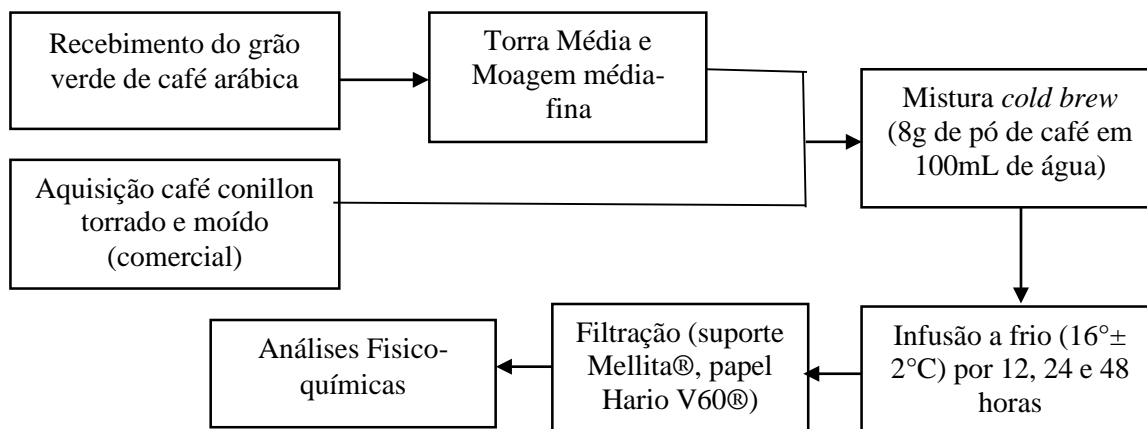 Recebimento do grão
verde de café arábica
Torra Média e
Moagem média-
fina
Mistura cold brew
(8g de pó de café em
100mL de água)
Aquisição café conillon
torrado e moído
(comercial)
Infusão a frio (16°±
2°C) por 12, 24 e 48
horas
Filtração (suporte
Mellita®, papel
Hario V60®)
Análises Fisico-
químicas